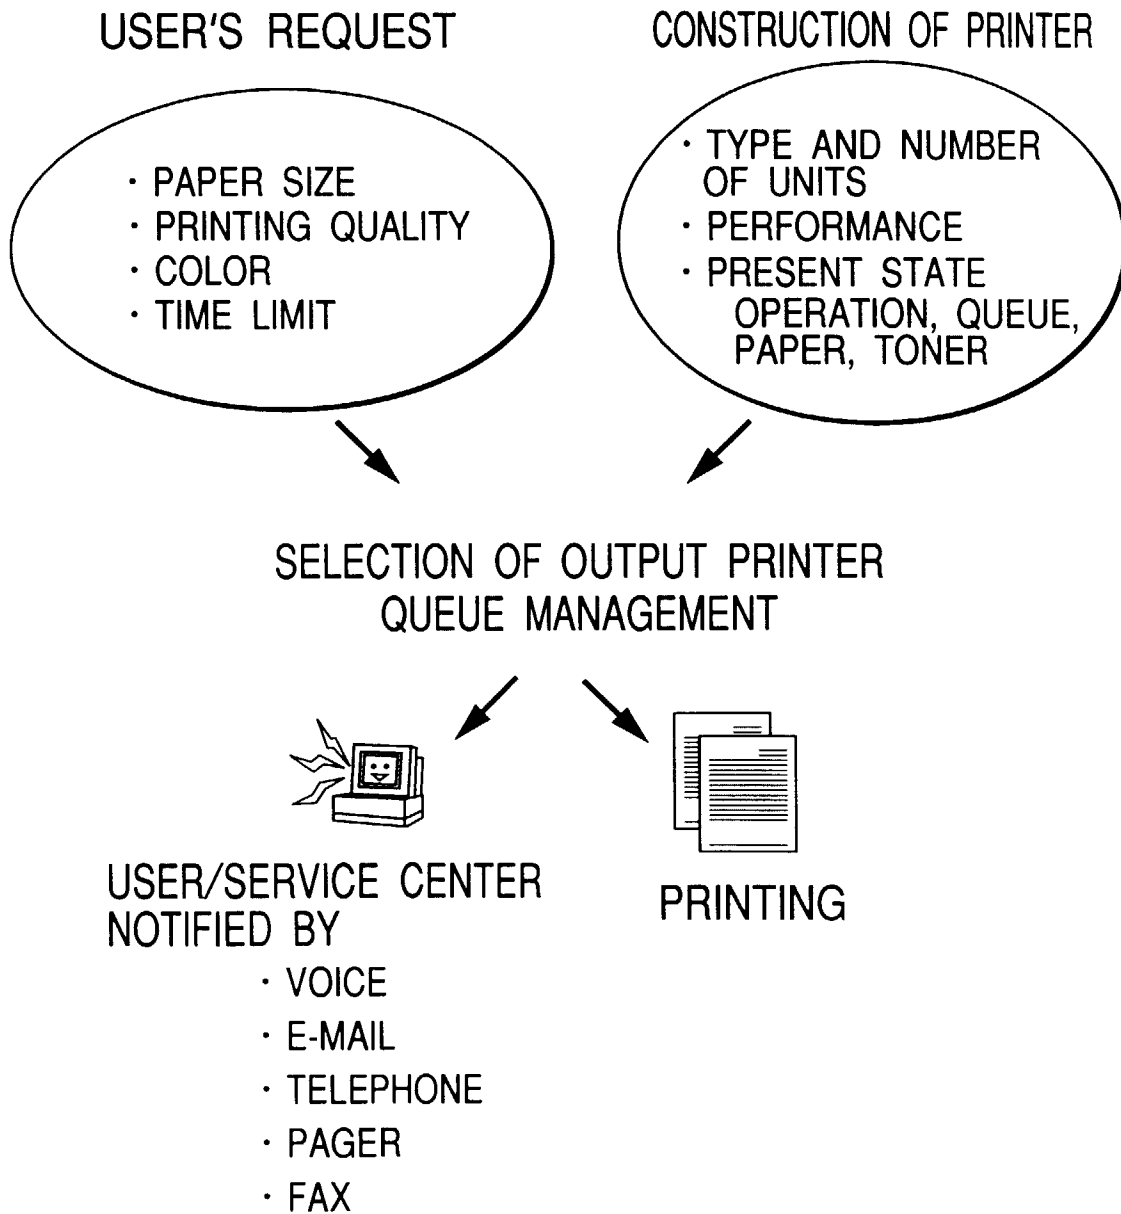 USER'S REQUEST
· PAPER SIZE
· PRINTING QUALITY
· COLOR
· TIME LIMIT
CONSTRUCTION OF PRINTER
· TYPE AND NUMBER
OF UNITS
· PERFORMANCE
· PRESENT STATE
OPERATION, QUEUE,
PAPER, TONER
SELECTION OF OUTPUT PRINTER
QUEUE MANAGEMENT
USER/SERVICE CENTER
NOTIFIED BY
· VOICE
· E-MAIL
· TELEPHONE
· PAGER
· FAX
PRINTING